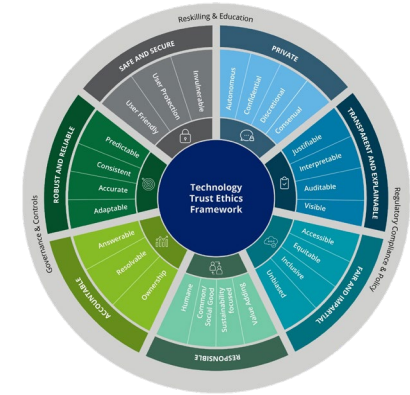 Reskilling & Education
SAFE AND SECURE
User Friendly
User Protection
Invulnerable
PRIVATE
Autonomous
Confidential
Discretional
Consensual
TRANSPARENT AND EXPLAINABLE
Justifiable
Interpretable
Auditable
Visible
Regulatory Compliance & Policy
FAIR AND IMPARTIAL
Accessible
Equitable
Inclusive
Unbiased
RESPONSIBLE
Humane
Common/
Social Good
Sustainability
focused
Value Adding
ACCOUNTABLE
Answerable
Resolvable
Ownership
Governance & Controls
ROBUST AND RELIABLE
Predictable
Consistent
Accurate
Adaptable
Technology
Trust Ethics
Framework